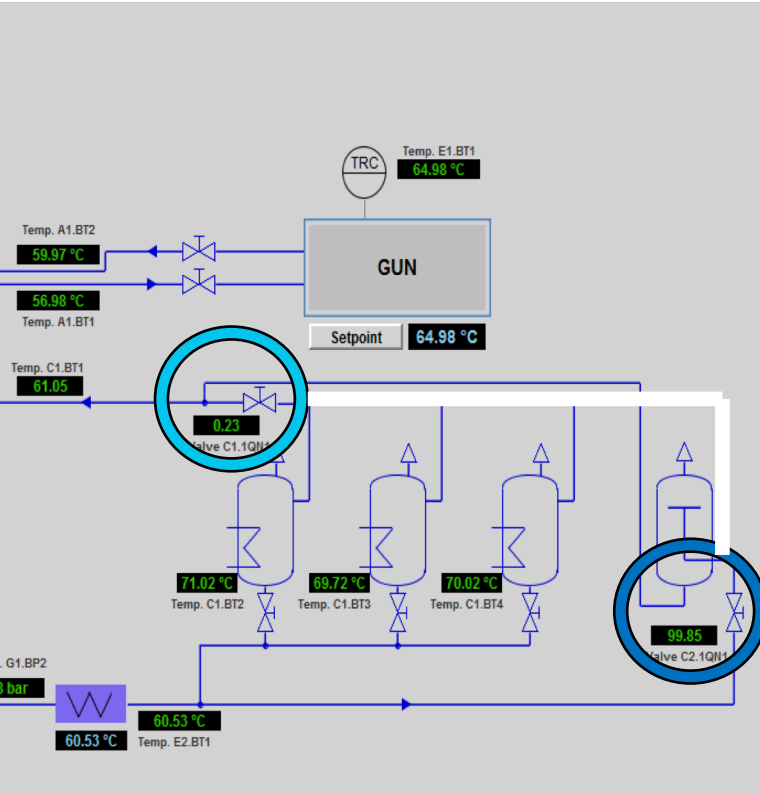 Temp. E1.BT1
TRC
64.98 °C
Temp. A1.BT2
59.97 °C
GUN
56.98 °C
Temp. A1.BT1
Setpoint
64.98 °C
Temp. C1.BT1
61.05
0.23
Valve C1.1QN1
71.02 °C
69.72 °C
70.02 °C
Temp. C1.BT2
Temp. C1.BT3
Temp. C1.BT4
99.85
Valve C2.1QN1
. G1.BP2
3 bar
60.53 °C
60.53 °C
Temp. E2.BT1